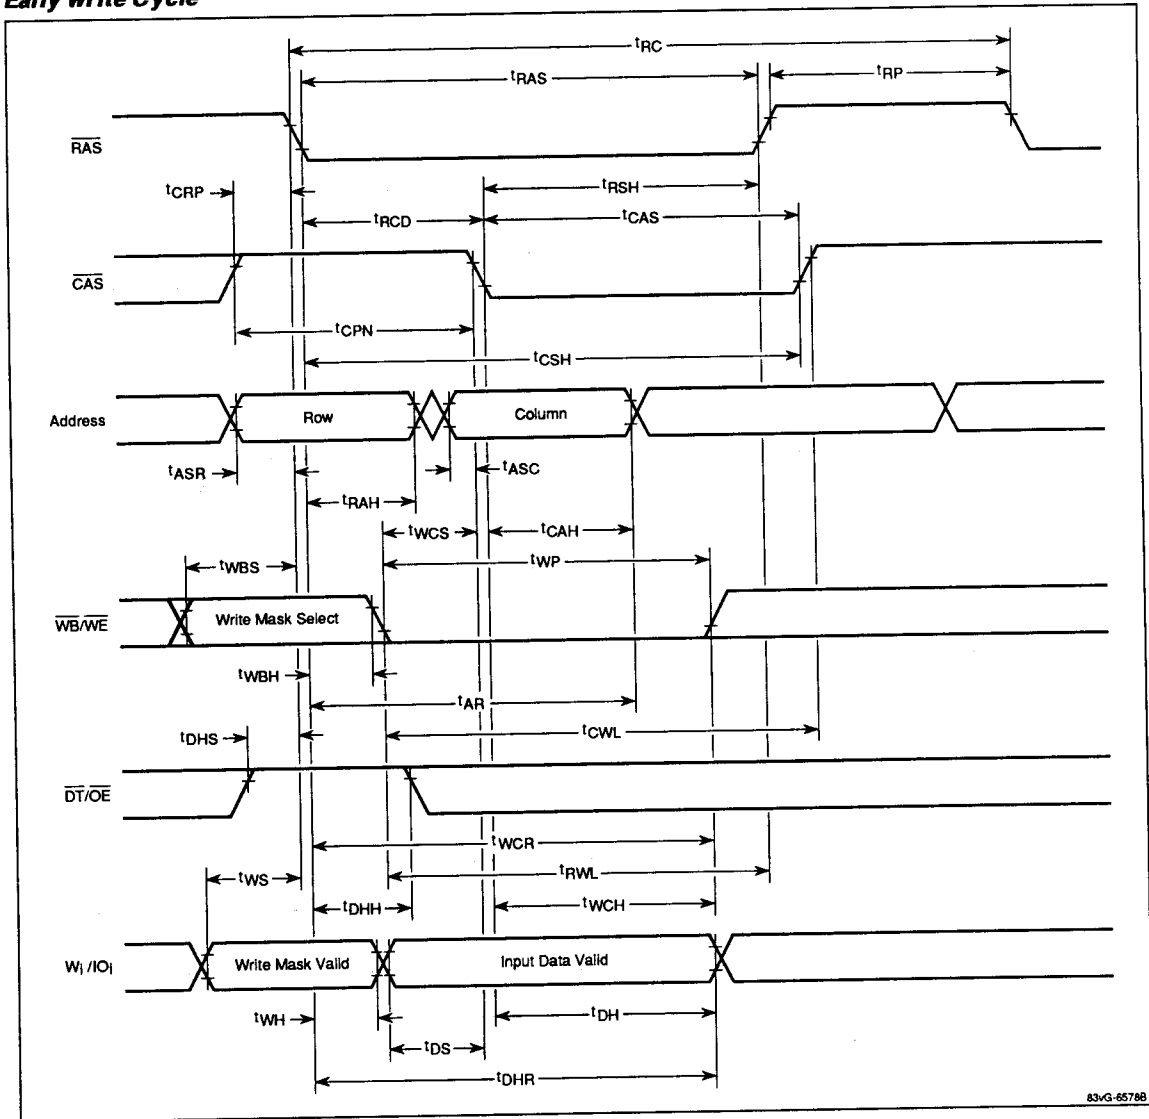 Early Write Cycle
tRC
tRAS
tRP
RAS
tCRP
tRSH
tRCD
tCAS
CAS
tCPN
tCSH
Address
Row
Column
tASR
tASC
tRAH
tWCS
tCAH
tWBS
tWP
WB/WE
Write Mask Select
tWBH
tAR
tDHS
tCWL
DT/OE
tWCR
tWS
tRWL
tDHH
tWCH
Wi /IOi
Write Mask Valid
Input Data Valid
tWH
tDH
tDS
tDHR
83vG-6578B